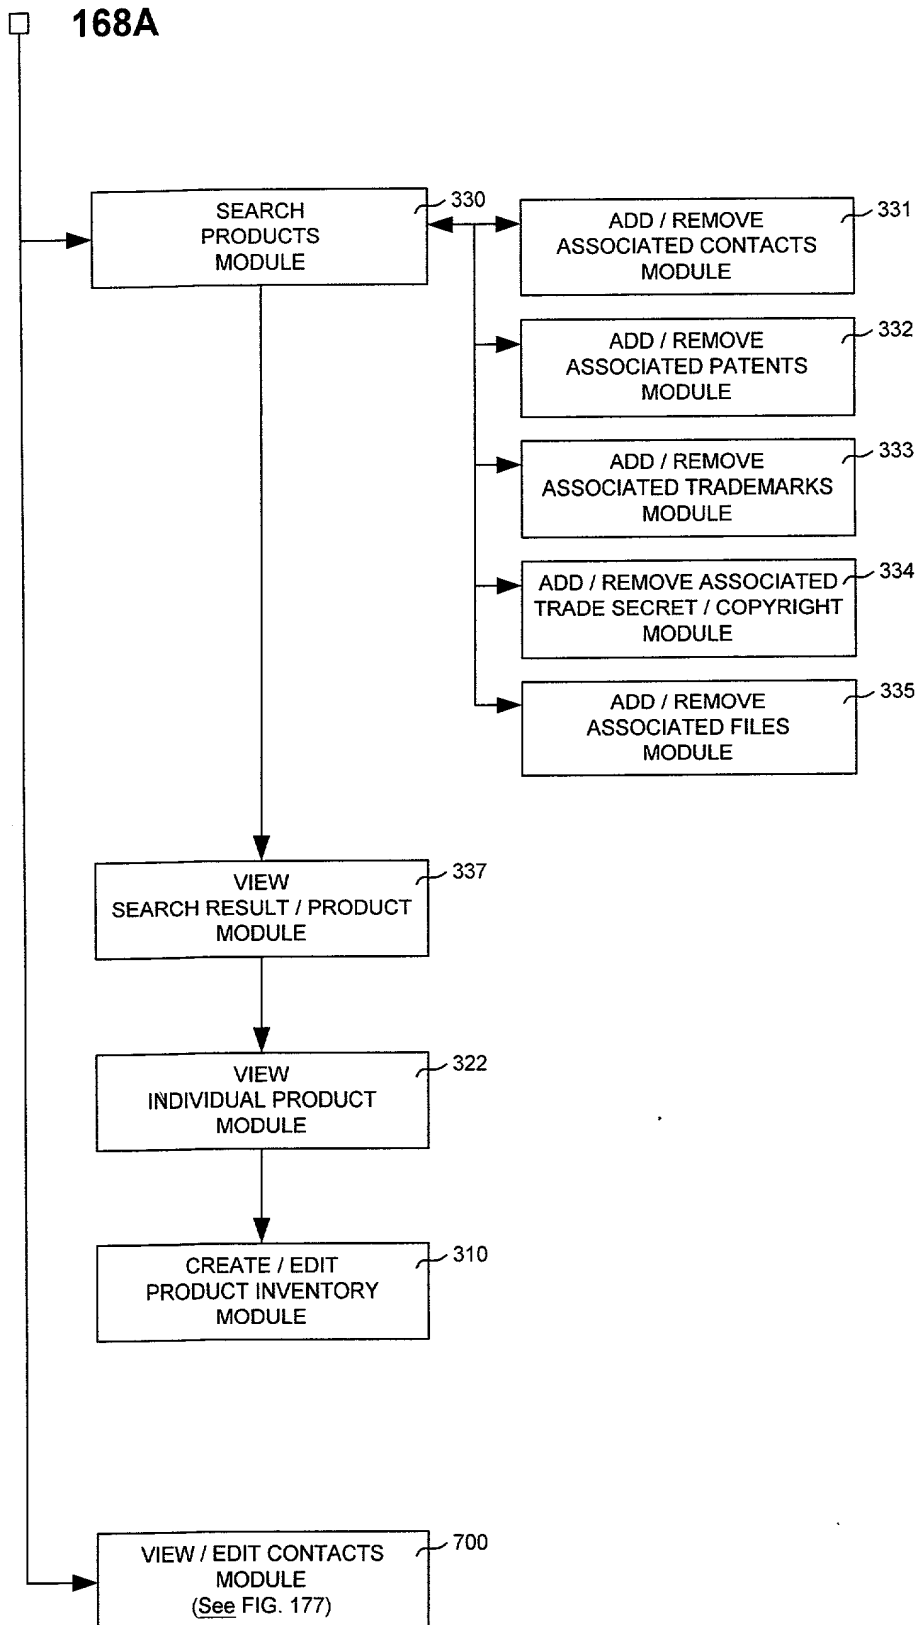 168A
SEARCH
PRODUCTS
MODULE
330
ADD / REMOVE
ASSOCIATED CONTACTS
MODULE
331
ADD / REMOVE
ASSOCIATED PATENTS
MODULE
332
ADD / REMOVE
ASSOCIATED TRADEMARKS
MODULE
333
ADD / REMOVE ASSOCIATED
TRADE SECRET / COPYRIGHT
MODULE
334
ADD / REMOVE
ASSOCIATED FILES
MODULE
335
VIEW
SEARCH RESULT / PRODUCT
MODULE
337
VIEW
INDIVIDUAL PRODUCT
MODULE
322
CREATE / EDIT
PRODUCT INVENTORY
MODULE
310
VIEW / EDIT CONTACTS
MODULE
(See FIG. 177)
700